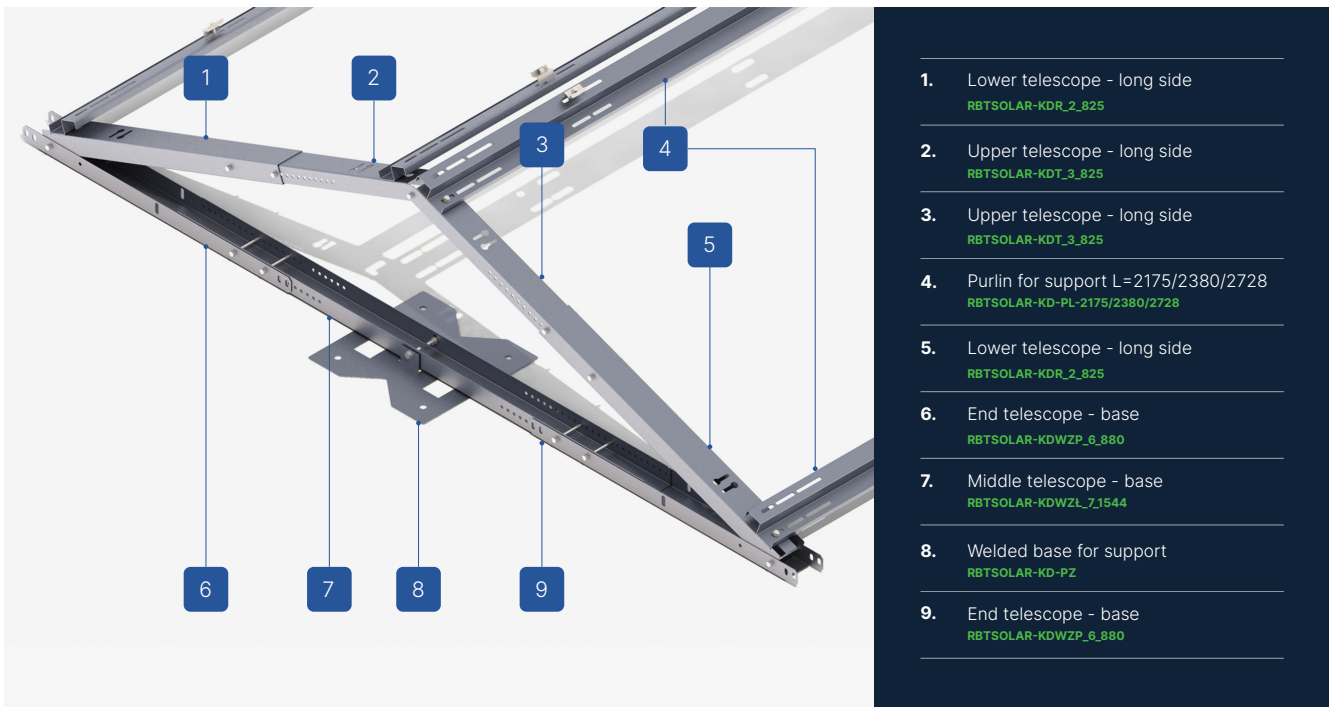 1
2
3
4
5
6
7
8
9
1. Lower telescope - long side
RBTSOLAR-KDR_2_825
2. Upper telescope - long side
RBTSOLAR-KDT_3_825
3. Upper telescope - long side
RBTSOLAR-KDT_3_825
4. Purlin for support L=2175/2380/2728
RBTSOLAR-KD-PL-2175/2380/2728
5. Lower telescope - long side
RBTSOLAR-KDR_2_825
6. End telescope - base
RBTSOLAR-KDWZP_6_880
7. Middle telescope - base
RBTSOLAR-KDWZŁ_7_1544
8. Welded base for support
RBTSOLAR-KD-PZ
9. End telescope - base
RBTSOLAR-KDWZP_6_880